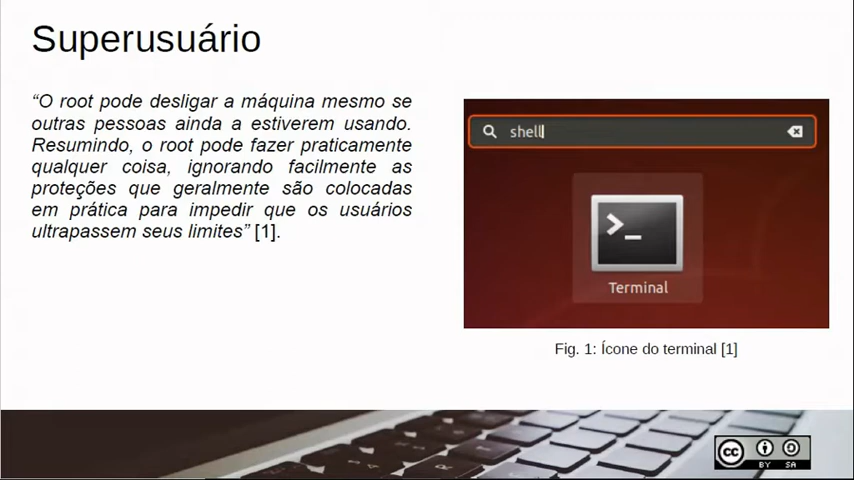 Superusuário
“O root pode desligar a máquina mesmo se
outras pessoas ainda a estiverem usando.
Resumindo, o root pode fazer praticamente
qualquer coisa, ignorando facilmente as
proteções que geralmente são colocadas
em prática para impedir que os usuários
ultrapassem seus limites” [1].
shell
>_
Terminal
Fig. 1: Ícone do terminal [1]
cc
BY SA